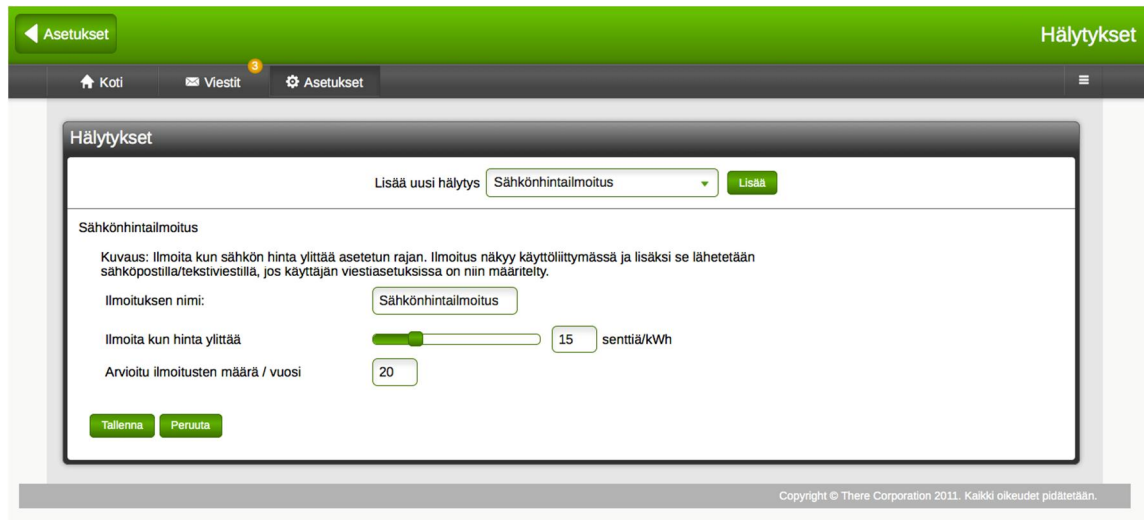 Asetukset
Hälytykset
Koti
3
Viestit
Asetukset
Hälytykset
Lisää uusi hälytys Sähkönhintailmoitus Lisää
Sähkönhintailmoitus
Kuvaus: Ilmoita kun sähkön hinta ylittää asetetun rajan. Ilmoitus näkyy käyttöliittymässä ja lisäksi se lähetetään
sähköpostilla/tekstiviestillä, jos käyttäjän viestiasetuksissa on niin määritelty.
Ilmoituksen nimi: Sähkönhintailmoitus
Ilmoita kun hinta ylittää 15 senttiä/kWh
Arvioitu ilmoitusten määrä / vuosi 20
Tallenna Peruuta
Copyright © There Corporation 2011. Kaikki oikeudet pidätetään.